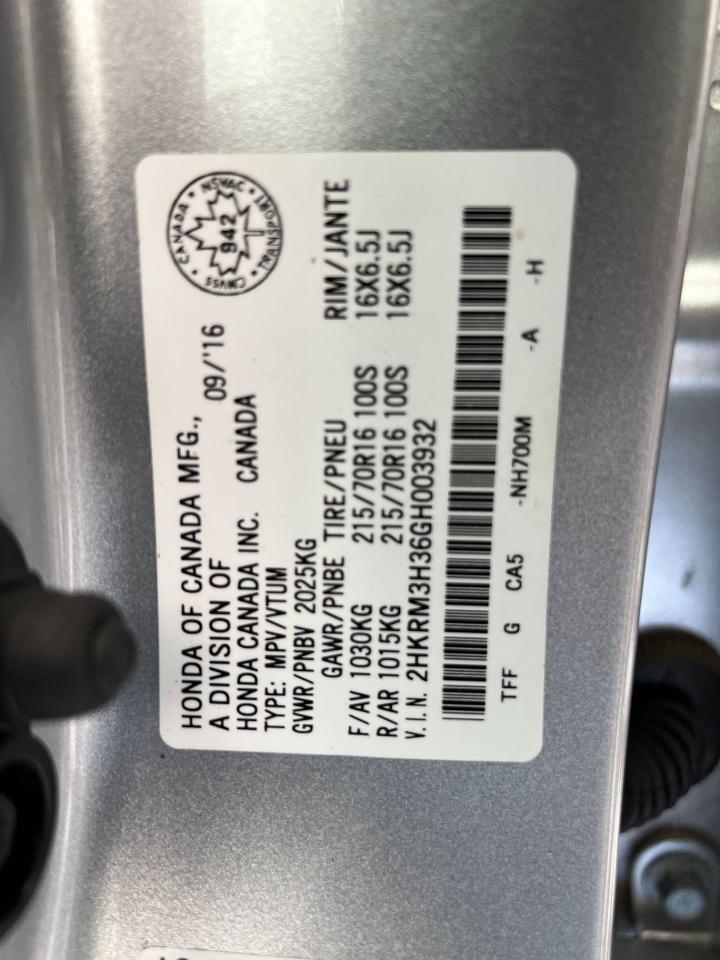 HONDA OF CANADA MFG.,
A DIVISION OF 09/'16
HONDA CANADA INC. CANADA
TYPE: MPV/VTUM
GVWR/PNBV 2025KG
GAWR/PNBE TIRE/PNEU RIM/JANTE
F/AV 1030KG 215/70R16 100S 16X6.5J
R/AR 1015KG 215/70R16 100S 16X6.5J
V.I.N. 2HKRM3H36GH003932
TFF G CA5 -NH700M -A -H
CANADA • NSVAC • TRANSPORT • CMVSS •
942